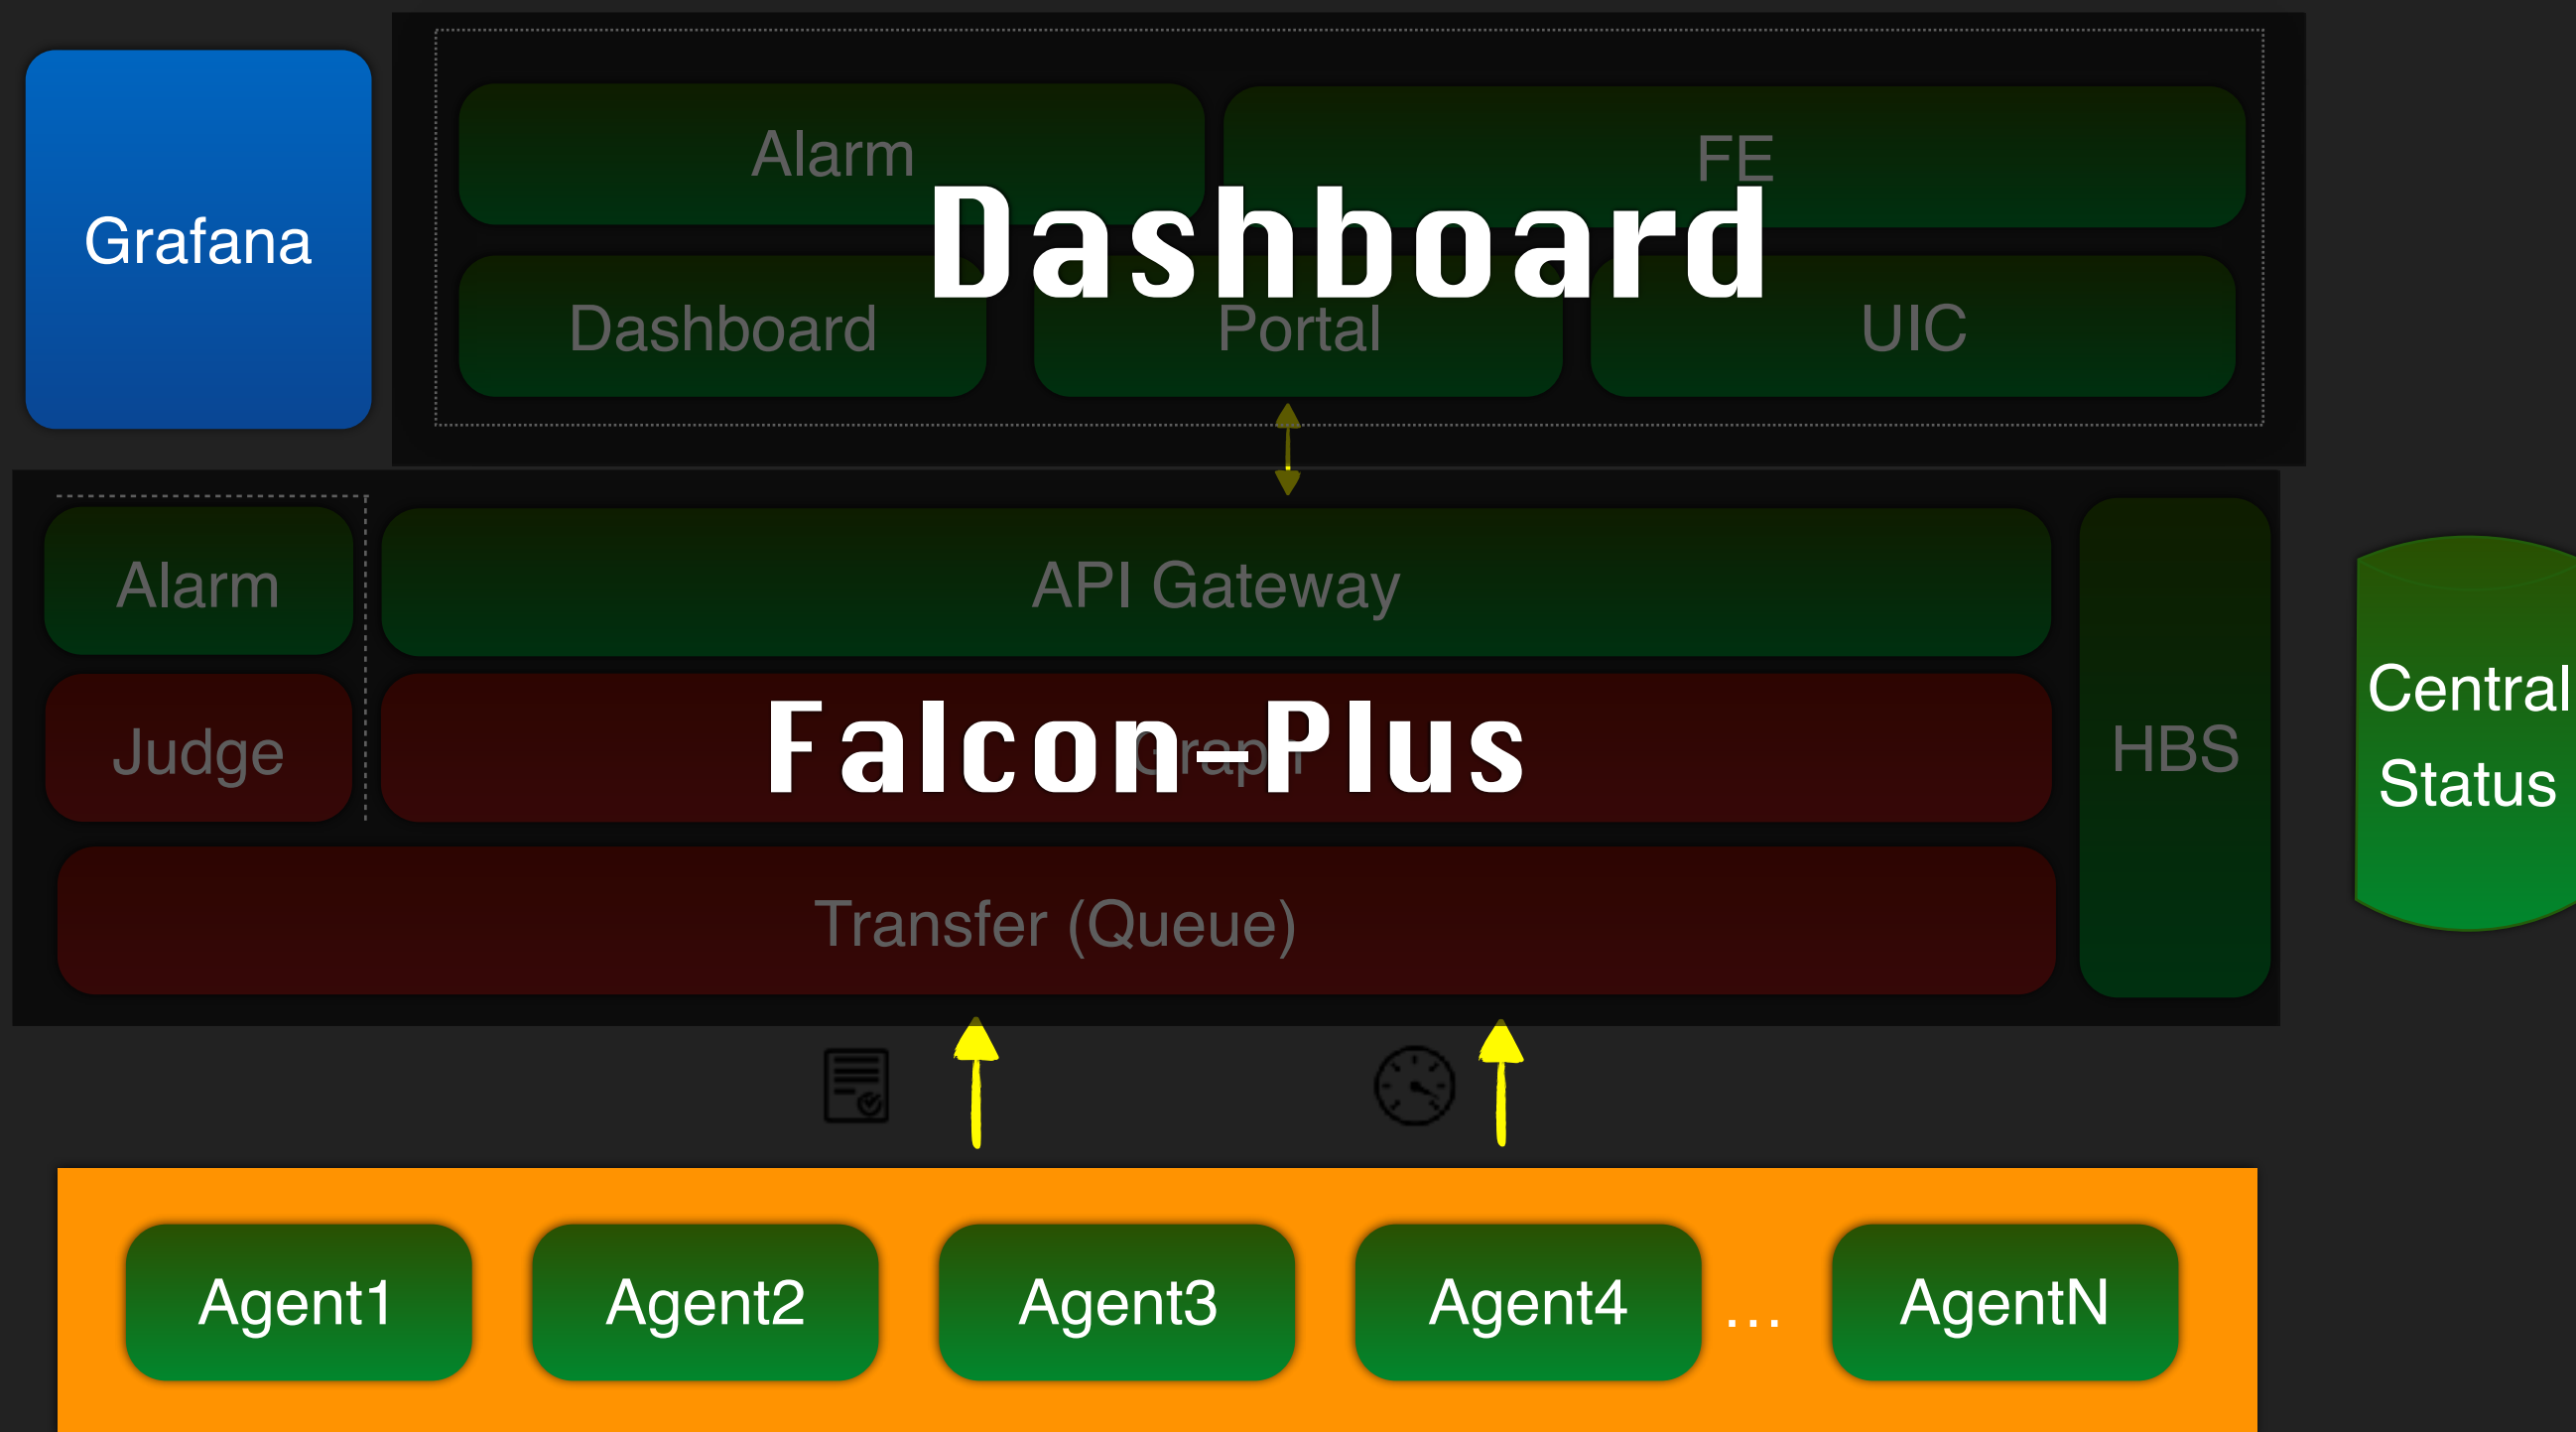 Grafana
Alarm
FE
Dashboard
Dashboard
Portal
UIC
Alarm
API Gateway
Judge
Graph
Falcon-Plus
HBS
Central
Status
Transfer (Queue)
Agent1
Agent2
Agent3
Agent4
...
AgentN